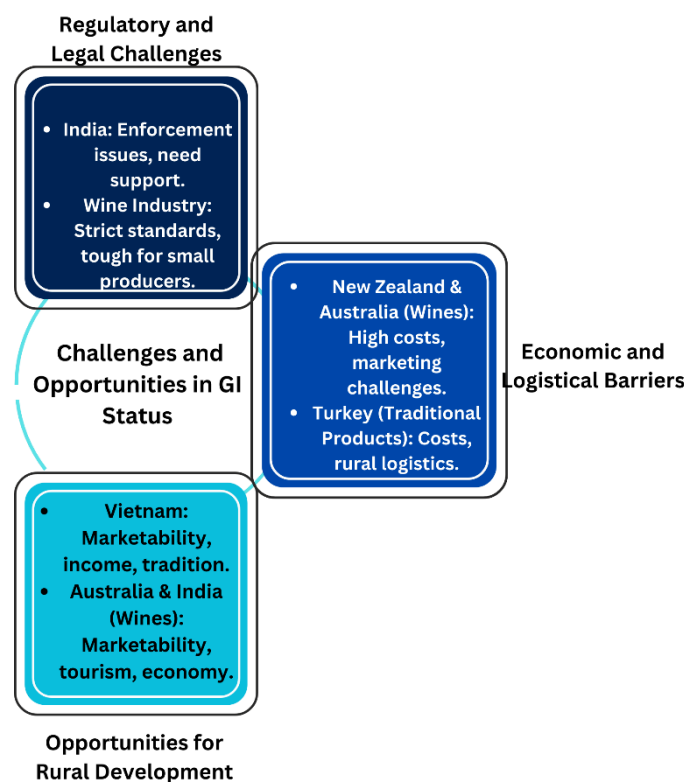 Regulatory and
Legal Challenges
• India: Enforcement
issues, need
support.
• Wine Industry:
Strict standards,
tough for small
producers.
Challenges and
Opportunities in GI
Status
• New Zealand &
Australia (Wines):
High costs,
marketing
challenges.
• Turkey (Traditional
Products): Costs,
rural logistics.
Economic and
Logistical Barriers
• Vietnam:
Marketability,
income, tradition.
• Australia & India
(Wines):
Marketability,
tourism, economy.
Opportunities for
Rural Development